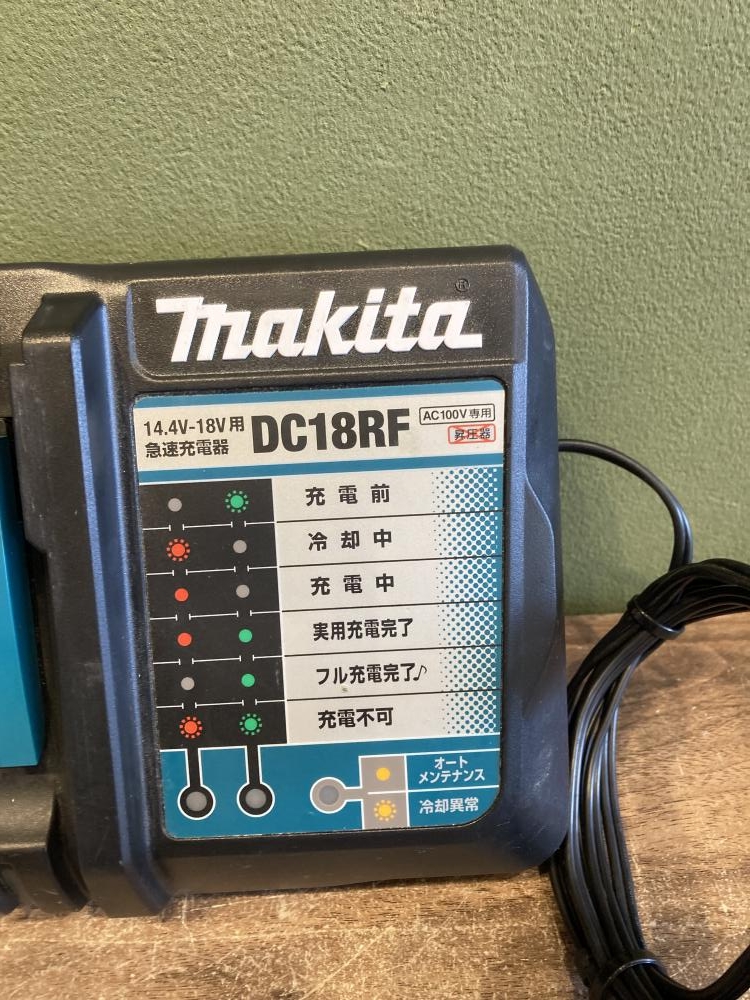 makita®
14.4V-18V用
急速充電器
DC18RF
AC100V専用
昇圧器
充電前
冷却中
充電中
実用充電完了
フル充電完了♪
充電不可
オート
メンテナンス
冷却異常